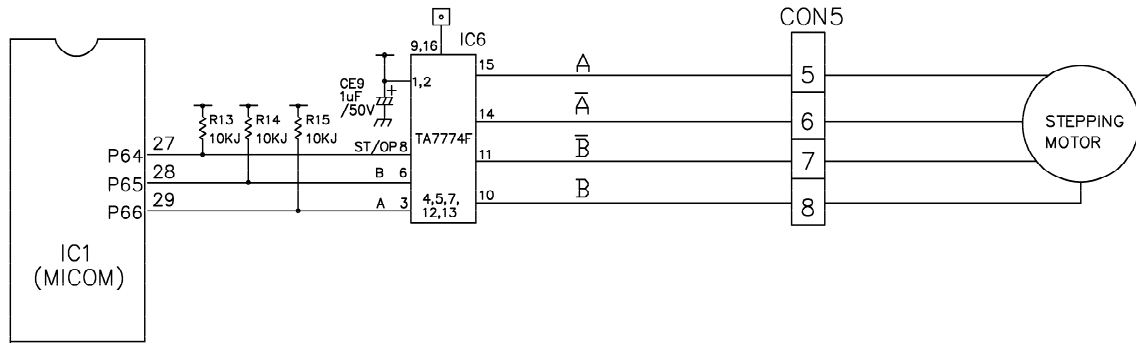 CON5
9,16
IC6
15
A
5
CE9
1uF
/50V
+
1,2
R13
10KJ
R14
10KJ
R15
10KJ
TA7774F
14
A̅
6
STEPPING
MOTOR
P64
27
ST/OP
8
11
B̅
7
P65
28
B
6
P66
29
A
3
4,5,7,
12,13
10
B̅
8
IC1
(MICOM)